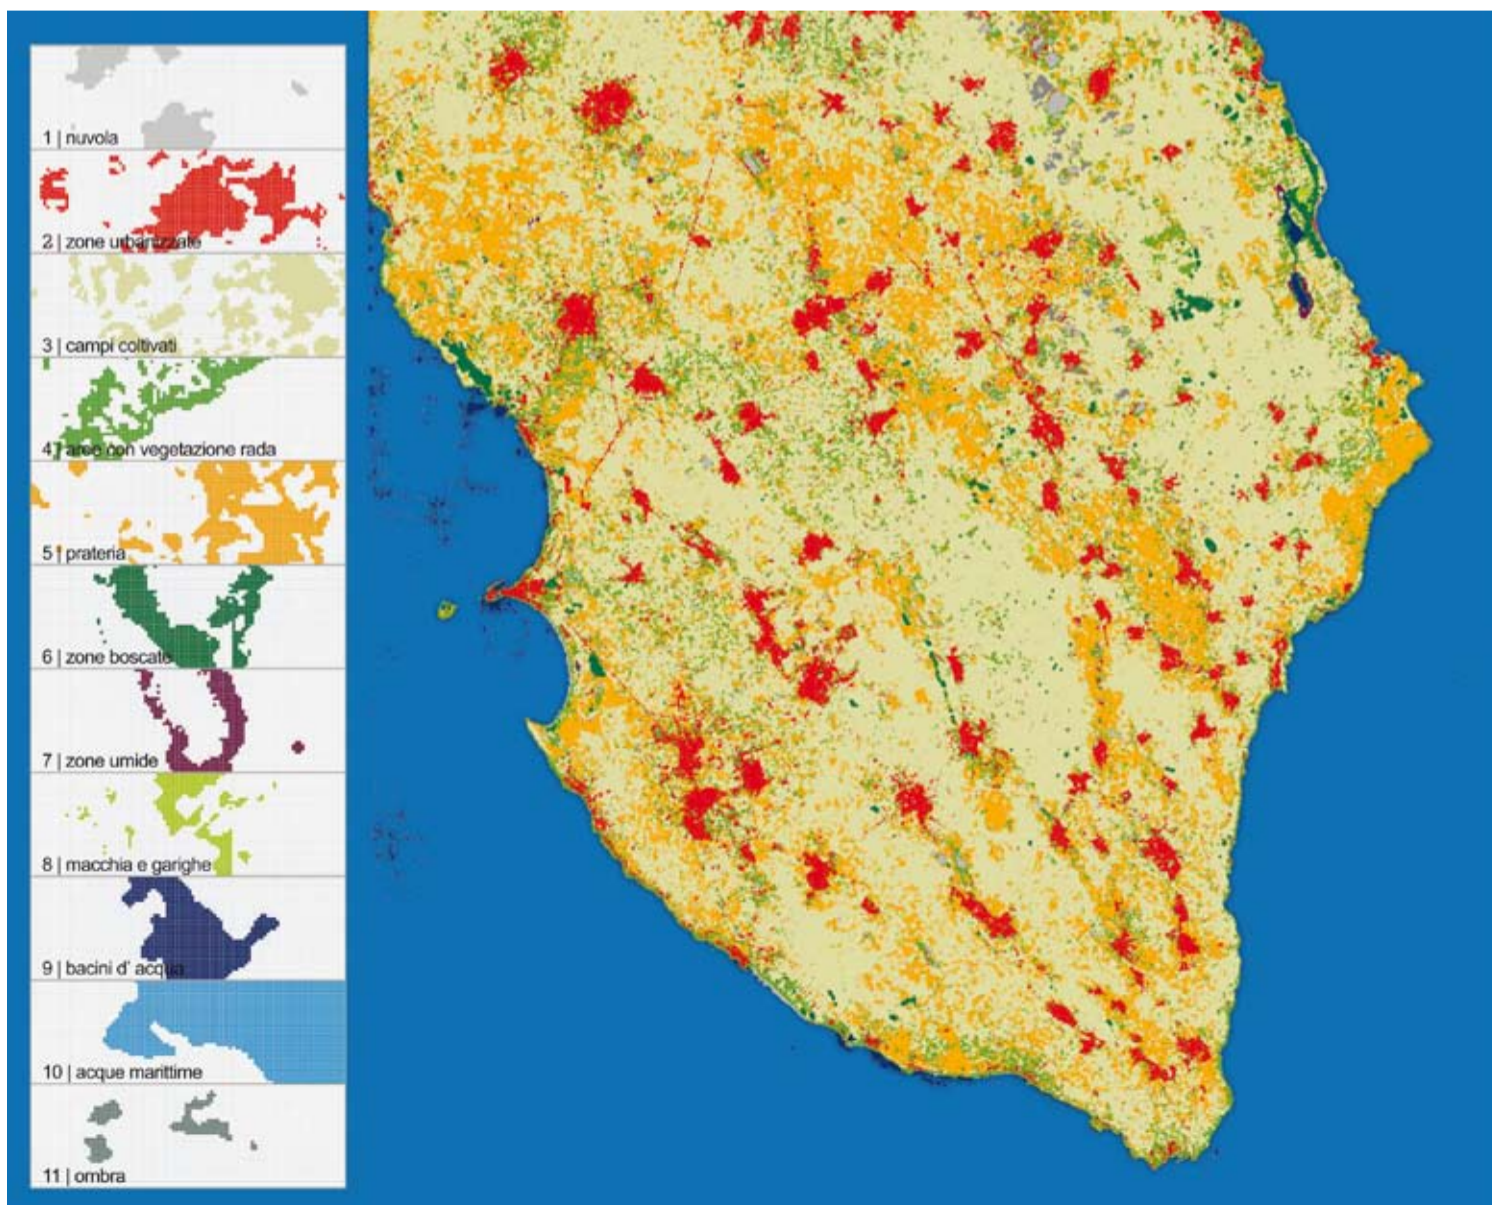 1 | nuvola
2 | zone urbanizzate
3 | campi coltivati
4 | aree con vegetazione rada
5 | prateria
6 | zone boscate
7 | zone umide
8 | macchia e garighe
9 | bacini d' acqua
10 | acque marittime
11 | ombra